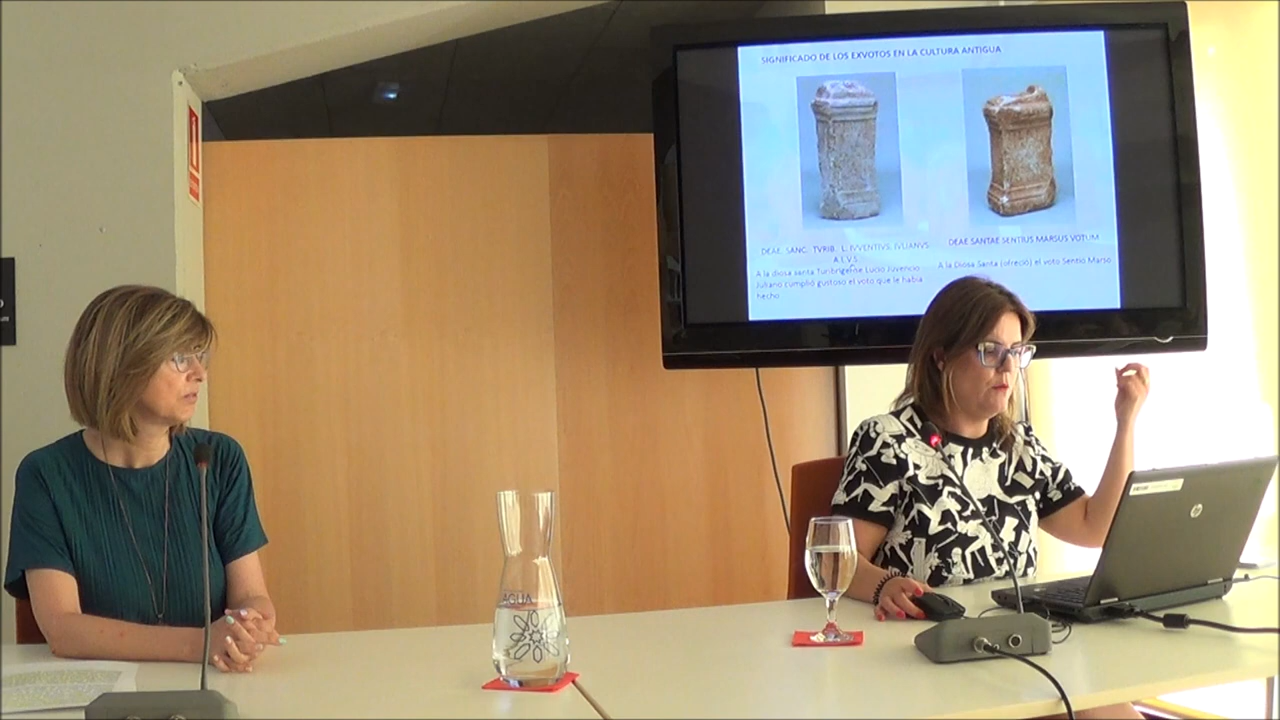 SIGNIFICADO DE LOS EXVOTOS EN LA CULTURA ANTIGUA
DEAE. SANC. TVRIB. L. IVVENTIVS. IVLIANVS.
A.L.V.S.
A la diosa santa Turibrigense Lucio Juvencio
Juliano cumplió gustoso el voto que le había
hecho
DEAE SANTAE SENTIUS MARSUS VOTUM
A la Diosa Santa (ofreció) el voto Sentio Marso
AGUA
hp